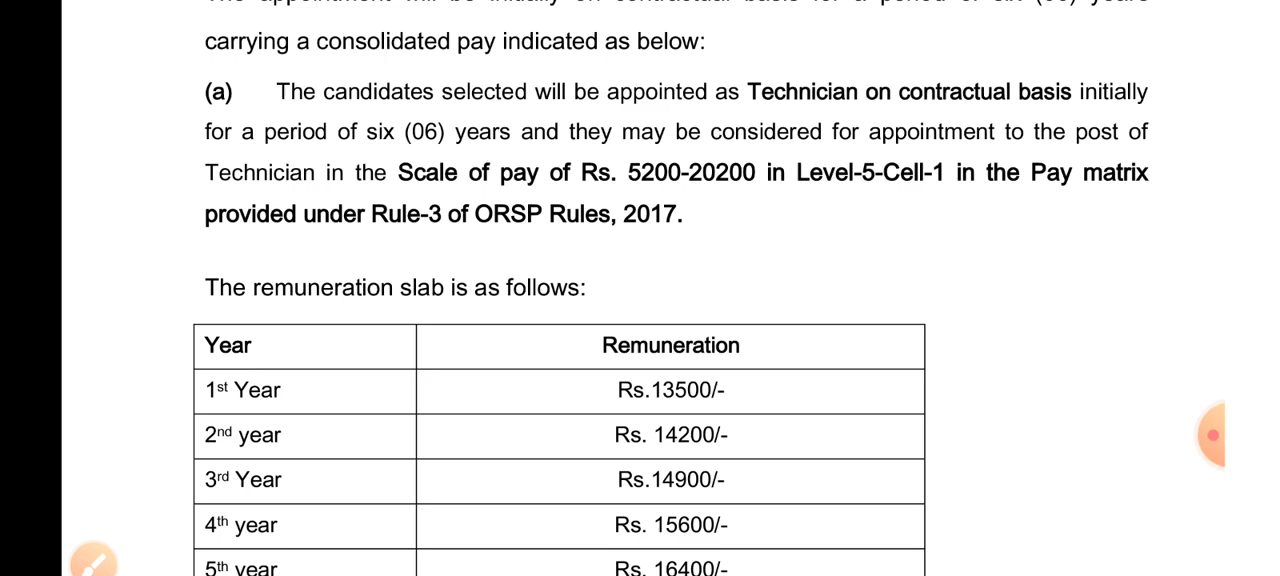 carrying a consolidated pay indicated as below:
(a) The candidates selected will be appointed as Technician on contractual basis initially
for a period of six (06) years and they may be considered for appointment to the post of
Technician in the Scale of pay of Rs. 5200-20200 in Level-5-Cell-1 in the Pay matrix
provided under Rule-3 of ORSP Rules, 2017.
The remuneration slab is as follows:
Year Remuneration
1st Year Rs.13500/-
2nd year Rs. 14200/-
3rd Year Rs.14900/-
4th year Rs. 15600/-
5th year Rs. 16400/-